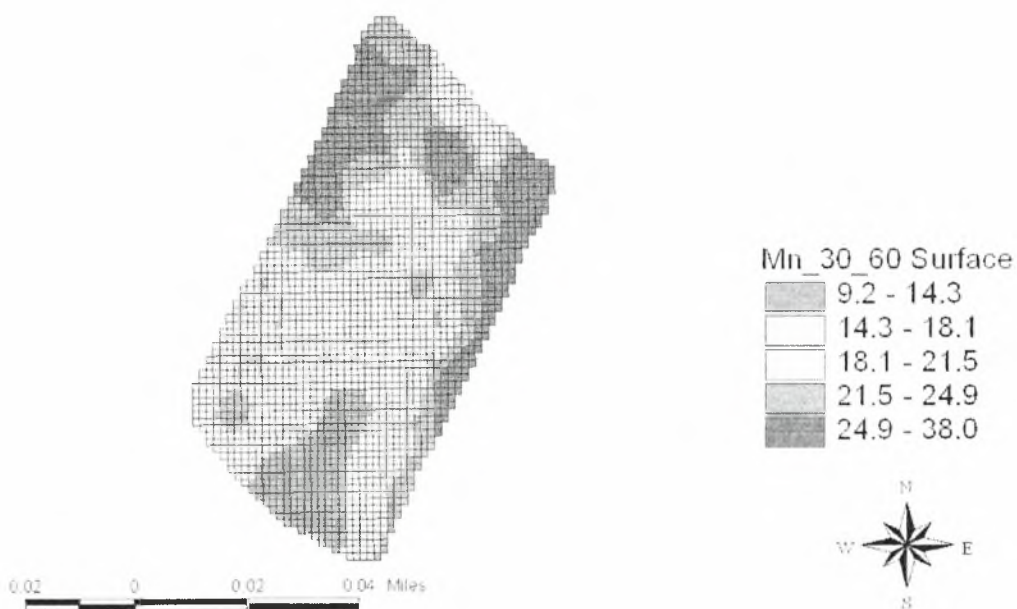 Mn_30_60 Surface
9.2 - 14.3
14.3 - 18.1
18.1 - 21.5
21.5 - 24.9
24.9 - 38.0
N
W E
S
0.02 0 0.02 0.04 Miles